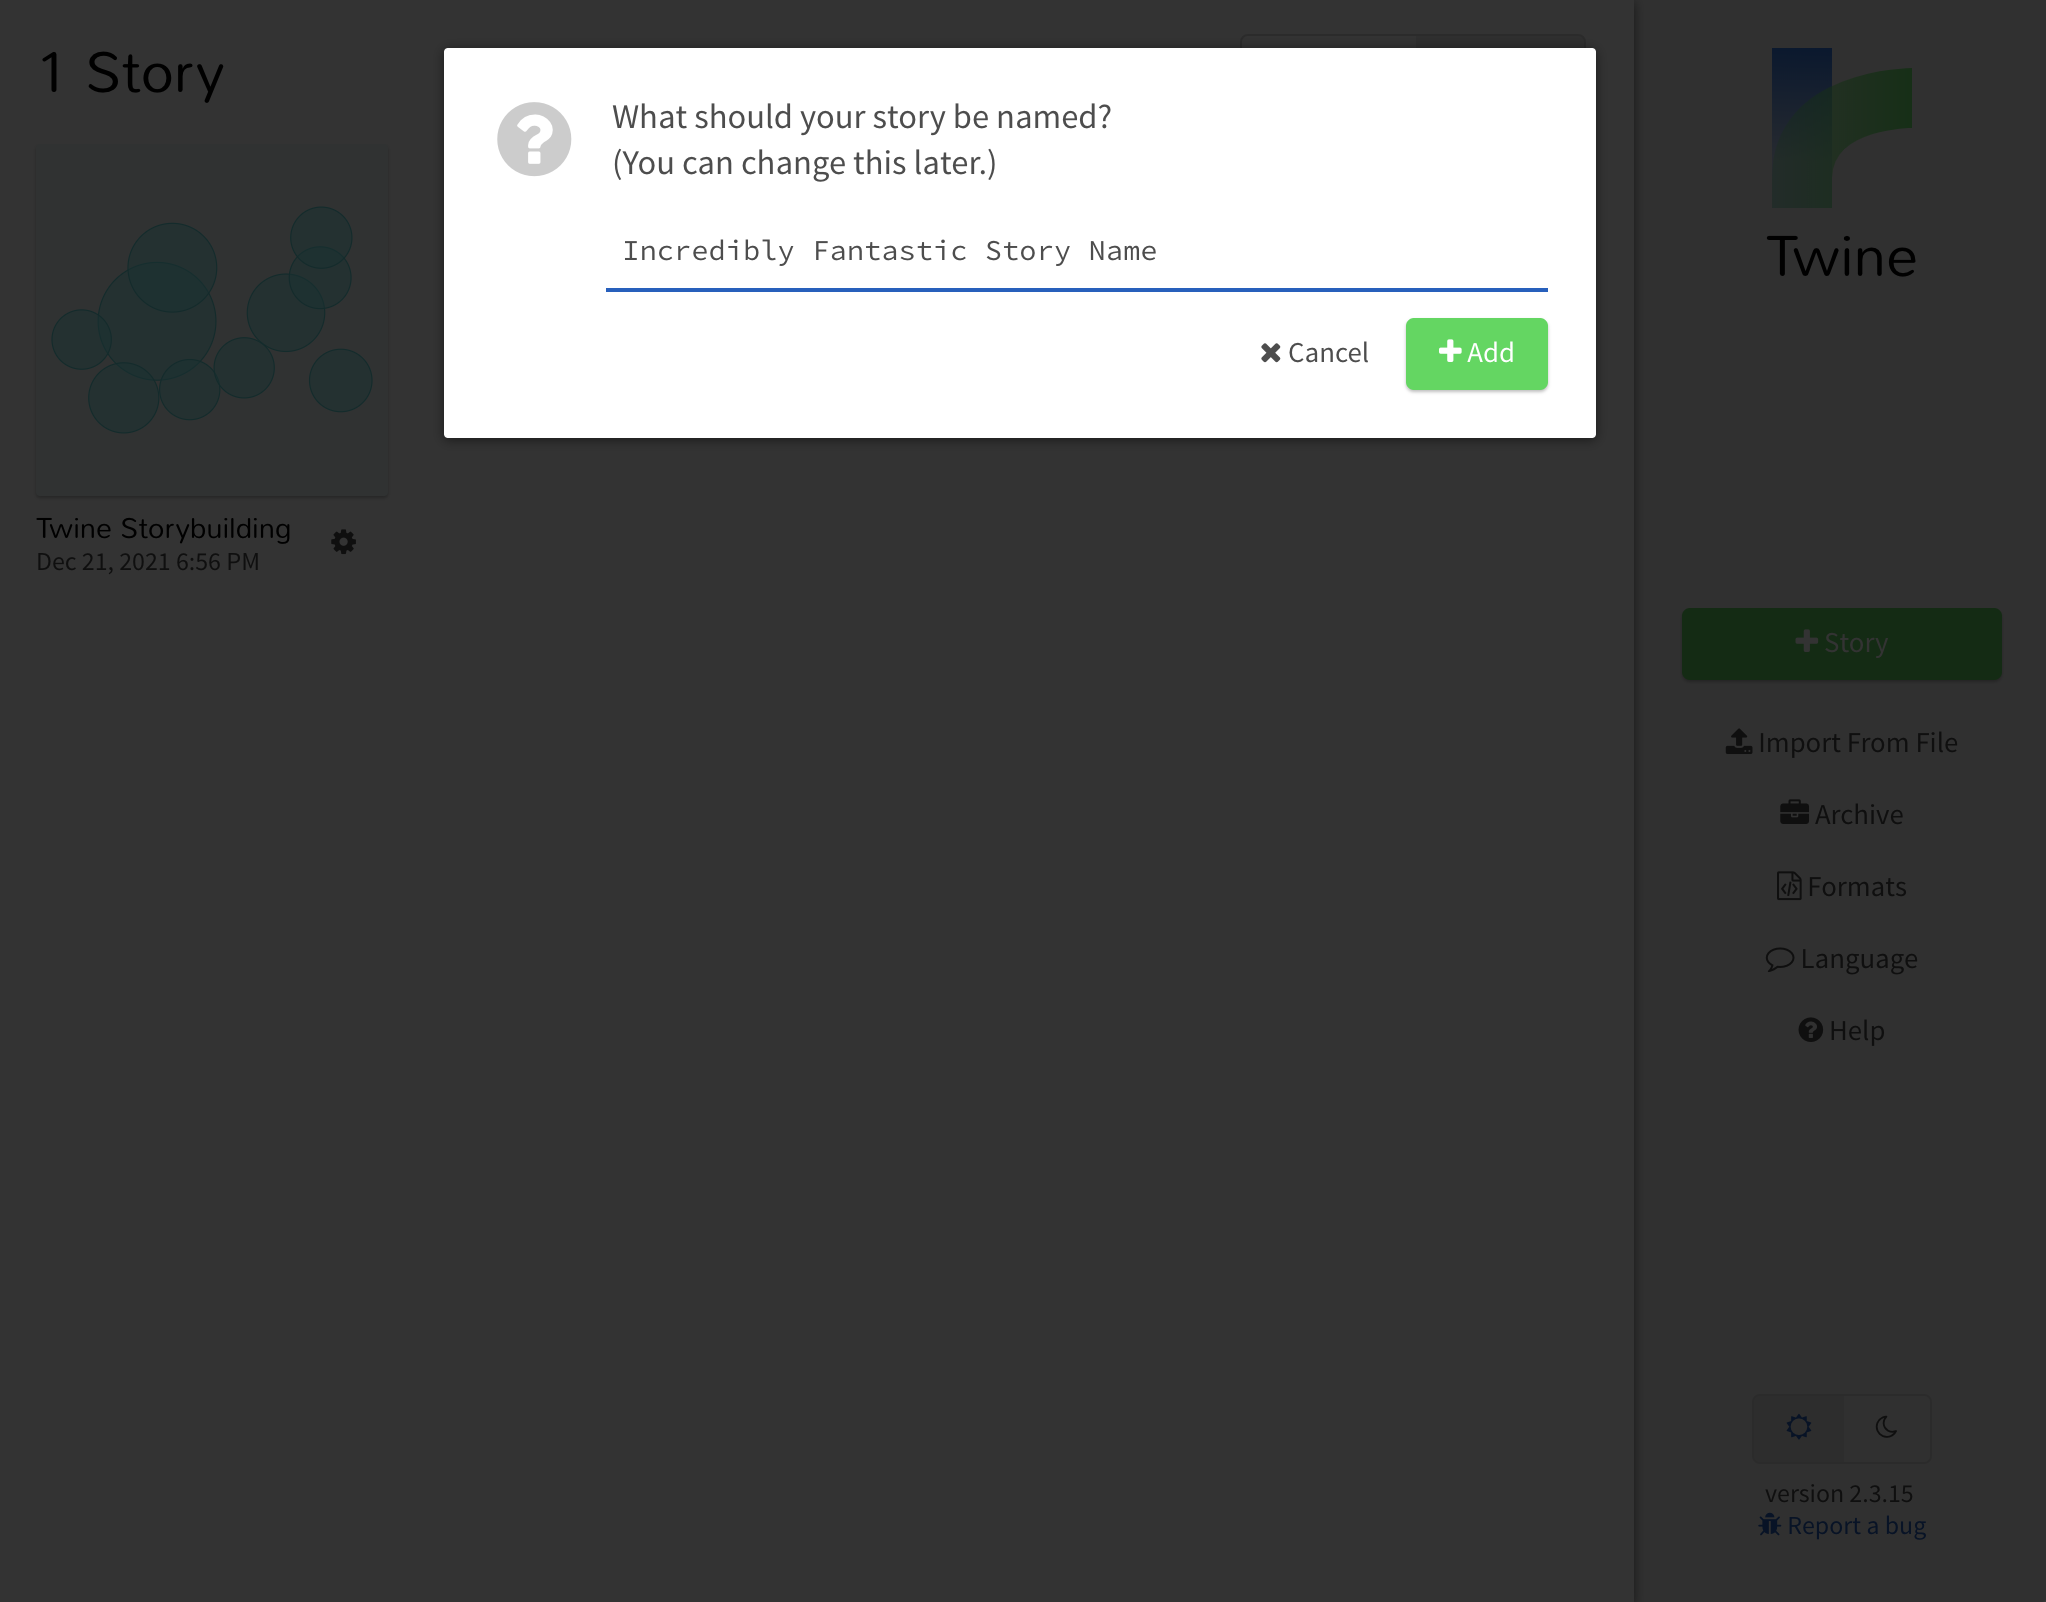 1 Story
What should your story be named?
(You can change this later.)
Incredibly Fantastic Story Name
Cancel
Add
Twine Storybuilding
Dec 21, 2021 6:56 PM
Twine
Story
Import From File
Archive
Formats
Language
Help
version 2.3.15
Report a bug